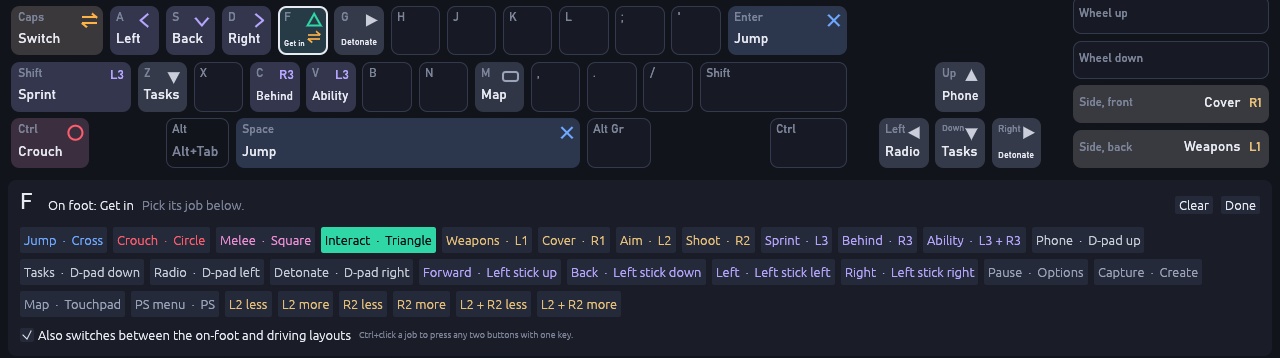 Caps A S D F G H J K L ; ' Enter
Switch Left Back Right Get in Detonate Jump
Wheel up
Shift L3 Z X C R3 V L3 B N M , . / Shift Up
Sprint Tasks Behind Ability Map Phone
Wheel down
Side, front Cover R1
Ctrl Alt Space Alt Gr Ctrl Left Down Right
Crouch Alt+Tab Jump Radio Tasks Detonate
Side, back Weapons L1
F On foot: Get in Pick its job below. Clear Done
Jump · Cross Crouch · Circle Melee · Square Interact · Triangle Weapons · L1 Cover · R1 Aim · L2 Shoot · R2 Sprint · L3 Behind · R3 Ability · L3 + R3 Phone · D-pad up
Tasks · D-pad down Radio · D-pad left Detonate · D-pad right Forward · Left stick up Back · Left stick down Left · Left stick left Right · Left stick right Pause · Options Capture · Create
Map · Touchpad PS menu · PS L2 less L2 more R2 less R2 more L2 + R2 less L2 + R2 more
Also switches between the on-foot and driving layouts Ctrl+click a job to press any two buttons with one key.